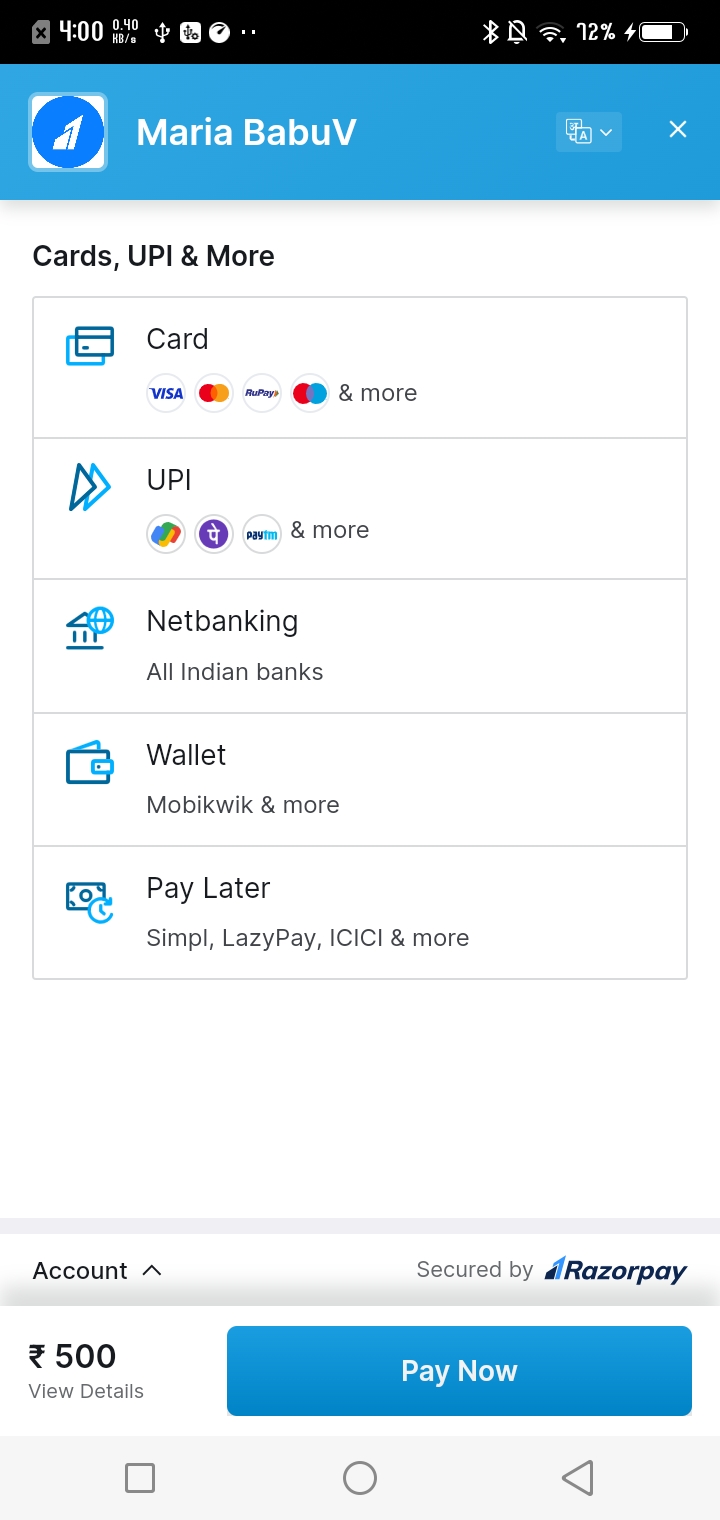 4:00 0.40 KB/s 72%
Maria BabuV
Cards, UPI & More
Card
VISA RuPay & more
UPI
पे paytm & more
Netbanking
All Indian banks
Wallet
Mobikwik & more
Pay Later
Simpl, LazyPay, ICICI & more
Account Secured by Razorpay
₹ 500
View Details
Pay Now